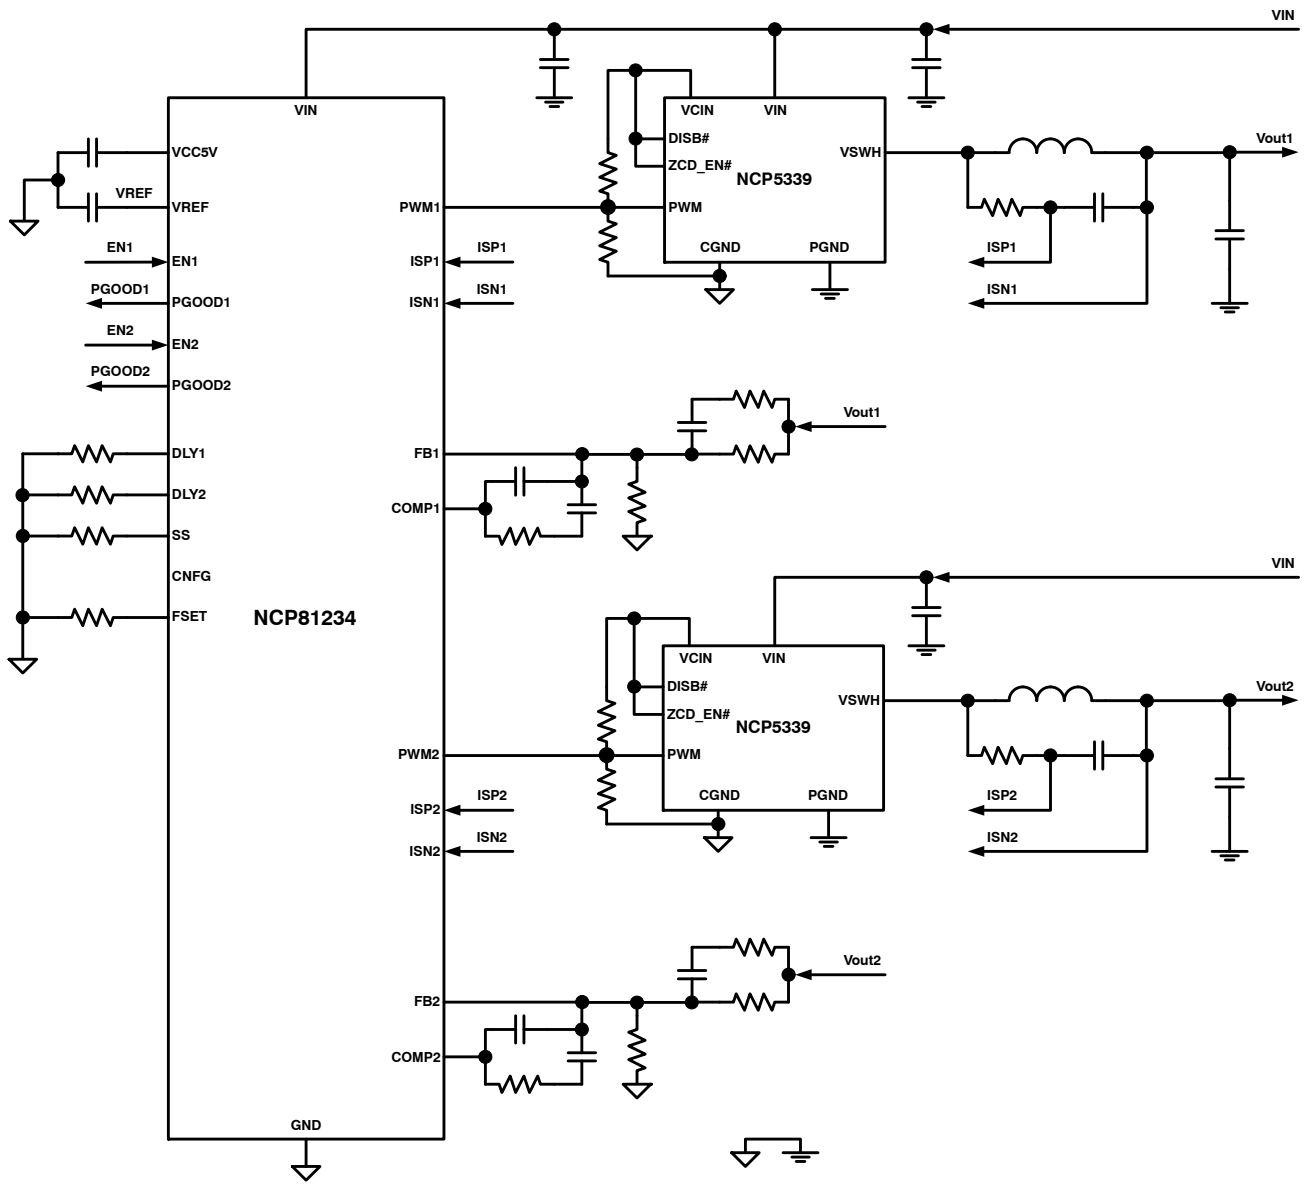 VIN
VIN
VCIN
VIN
VCC5V
DISB#
VSWH
Vout1
ZCD_EN#
NCP5339
VREF
VREF
PWM1
PWM
EN1
EN1
ISP1
ISP1
CGND
PGND
ISP1
PGOOD1
PGOOD1
ISN1
ISN1
ISN1
EN2
EN2
PGOOD2
PGOOD2
Vout1
DLY1
FB1
DLY2
COMP1
SS
CNFG
VIN
FSET
NCP81234
VCIN
VIN
DISB#
VSWH
Vout2
ZCD_EN#
NCP5339
PWM2
PWM
ISP2
ISP2
CGND
PGND
ISP2
ISN2
ISN2
ISN2
Vout2
FB2
COMP2
GND